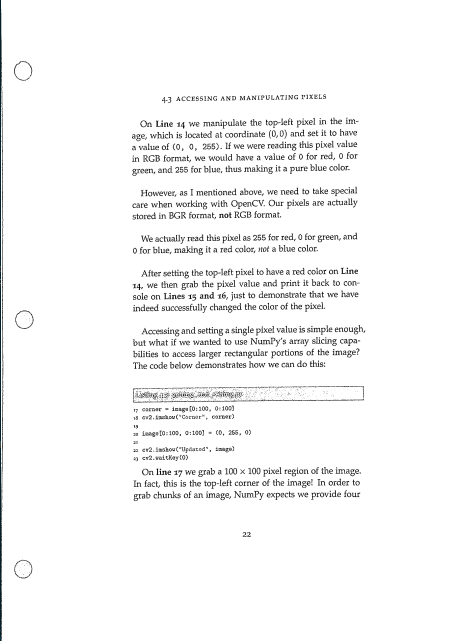 4.3 ACCESSING AND MANIPULATING PIXELS
On Line 14 we manipulate the top-left pixel in the im-
age, which is located at coordinate (0,0) and set it to have
a value of (0, 0, 255). If we were reading this pixel value
in RGB format, we would have a value of 0 for red, 0 for
green, and 255 for blue, thus making it a pure blue color.
However, as I mentioned above, we need to take special
care when working with OpenCV. Our pixels are actually
stored in BGR format, not RGB format.
We actually read this pixel as 255 for red, 0 for green, and
0 for blue, making it a red color, not a blue color.
After setting the top-left pixel to have a red color on Line
14, we then grab the pixel value and print it back to con-
sole on Lines 15 and 16, just to demonstrate that we have
indeed successfully changed the color of the pixel.
Accessing and setting a single pixel value is simple enough,
but what if we wanted to use NumPy's array slicing capa-
bilities to access larger rectangular portions of the image?
The code below demonstrates how we can do this:
Listing 4.3: getting_and_setting.py
17 corner = image[0:100, 0:100]
18 cv2.imshow("Corner", corner)
19
20 image[0:100, 0:100] = (0, 255, 0)
21
22 cv2.imshow("Updated", image)
23 cv2.waitKey(0)
On line 17 we grab a 100 × 100 pixel region of the image.
In fact, this is the top-left corner of the image! In order to
grab chunks of an image, NumPy expects we provide four
22